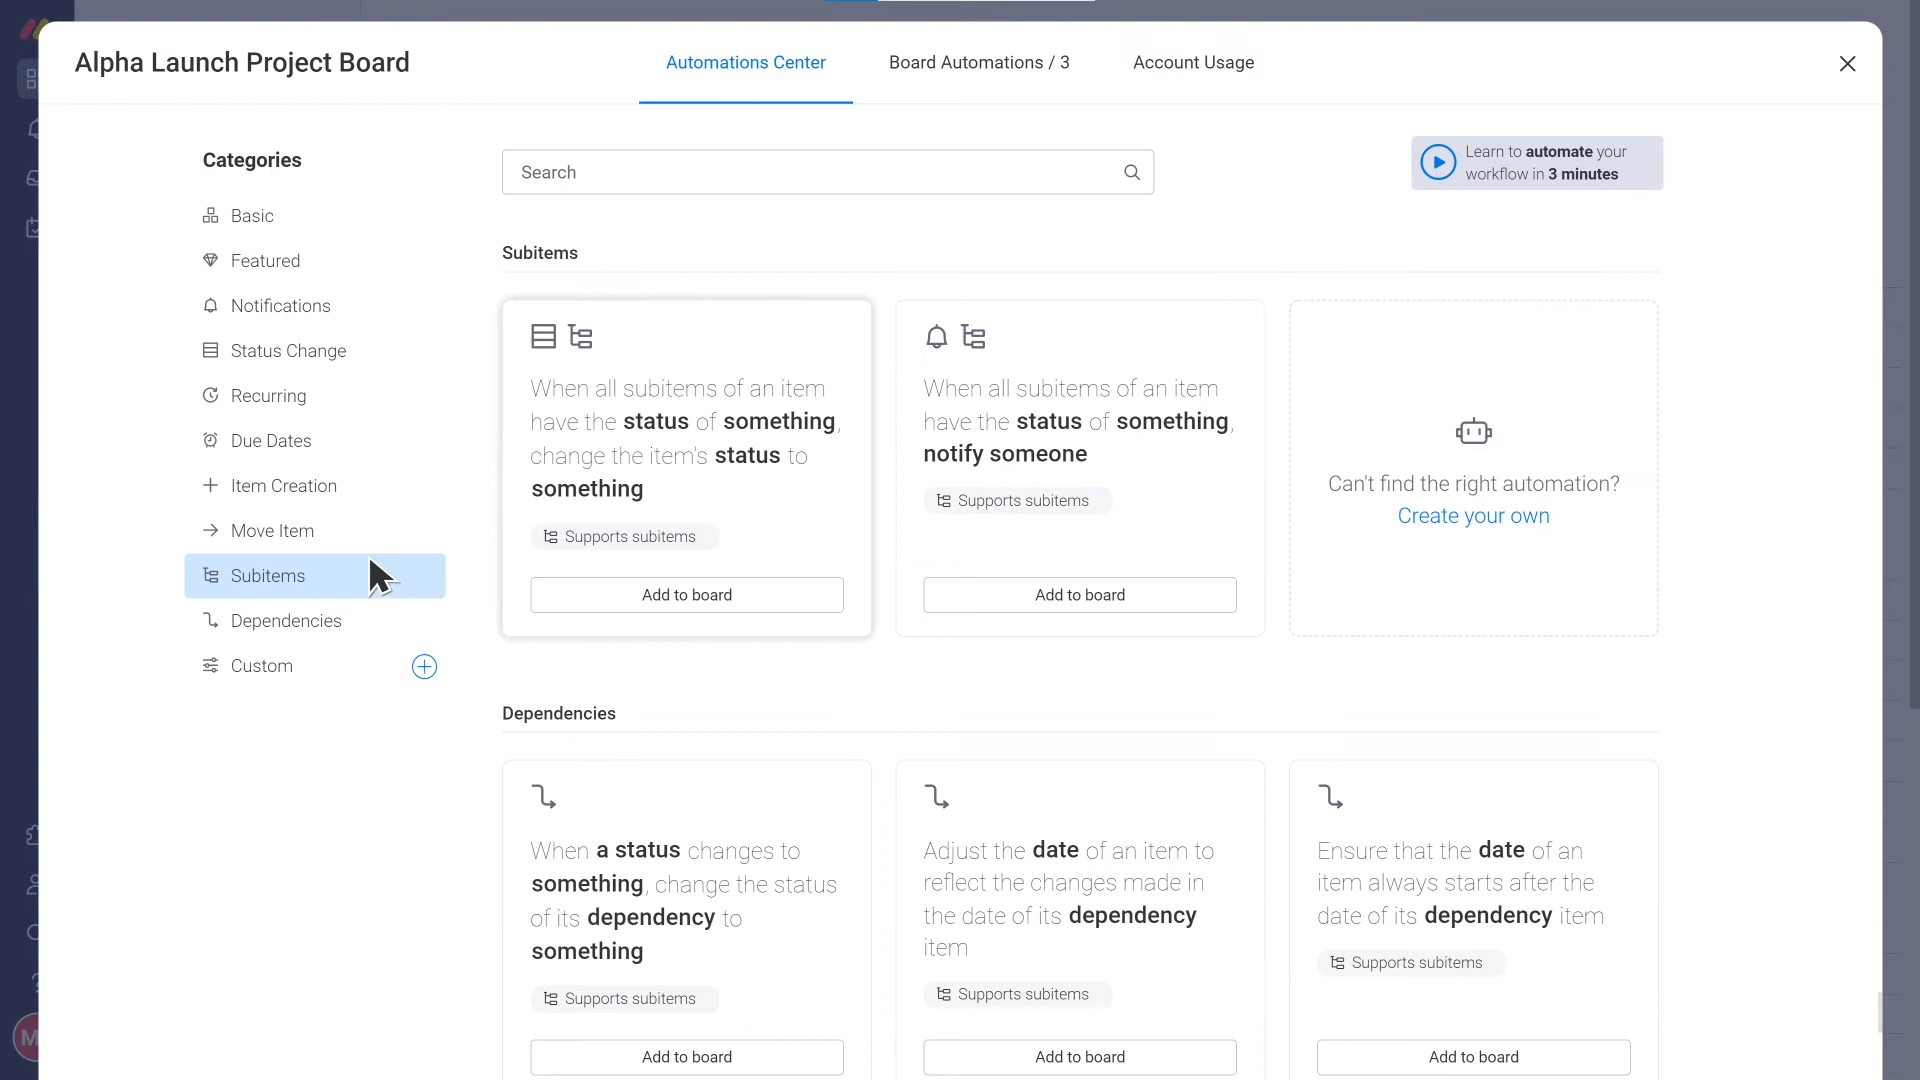 Alpha Launch Project Board
Automations Center
Board Automations / 3
Account Usage
Categories
Basic
Featured
Notifications
Status Change
Recurring
Due Dates
Item Creation
Move Item
Subitems
Dependencies
Custom
Search
Learn to automate your
workflow in 3 minutes
Subitems
When all subitems of an item
have the status of something,
change the item's status to
something
Supports subitems
Add to board
When all subitems of an item
have the status of something,
notify someone
Supports subitems
Add to board
Can't find the right automation?
Create your own
Dependencies
When a status changes to
something, change the status
of its dependency to
something
Supports subitems
Add to board
Adjust the date of an item to
reflect the changes made in
the date of its dependency
item
Supports subitems
Add to board
Ensure that the date of an
item always starts after the
date of its dependency item
Supports subitems
Add to board
M